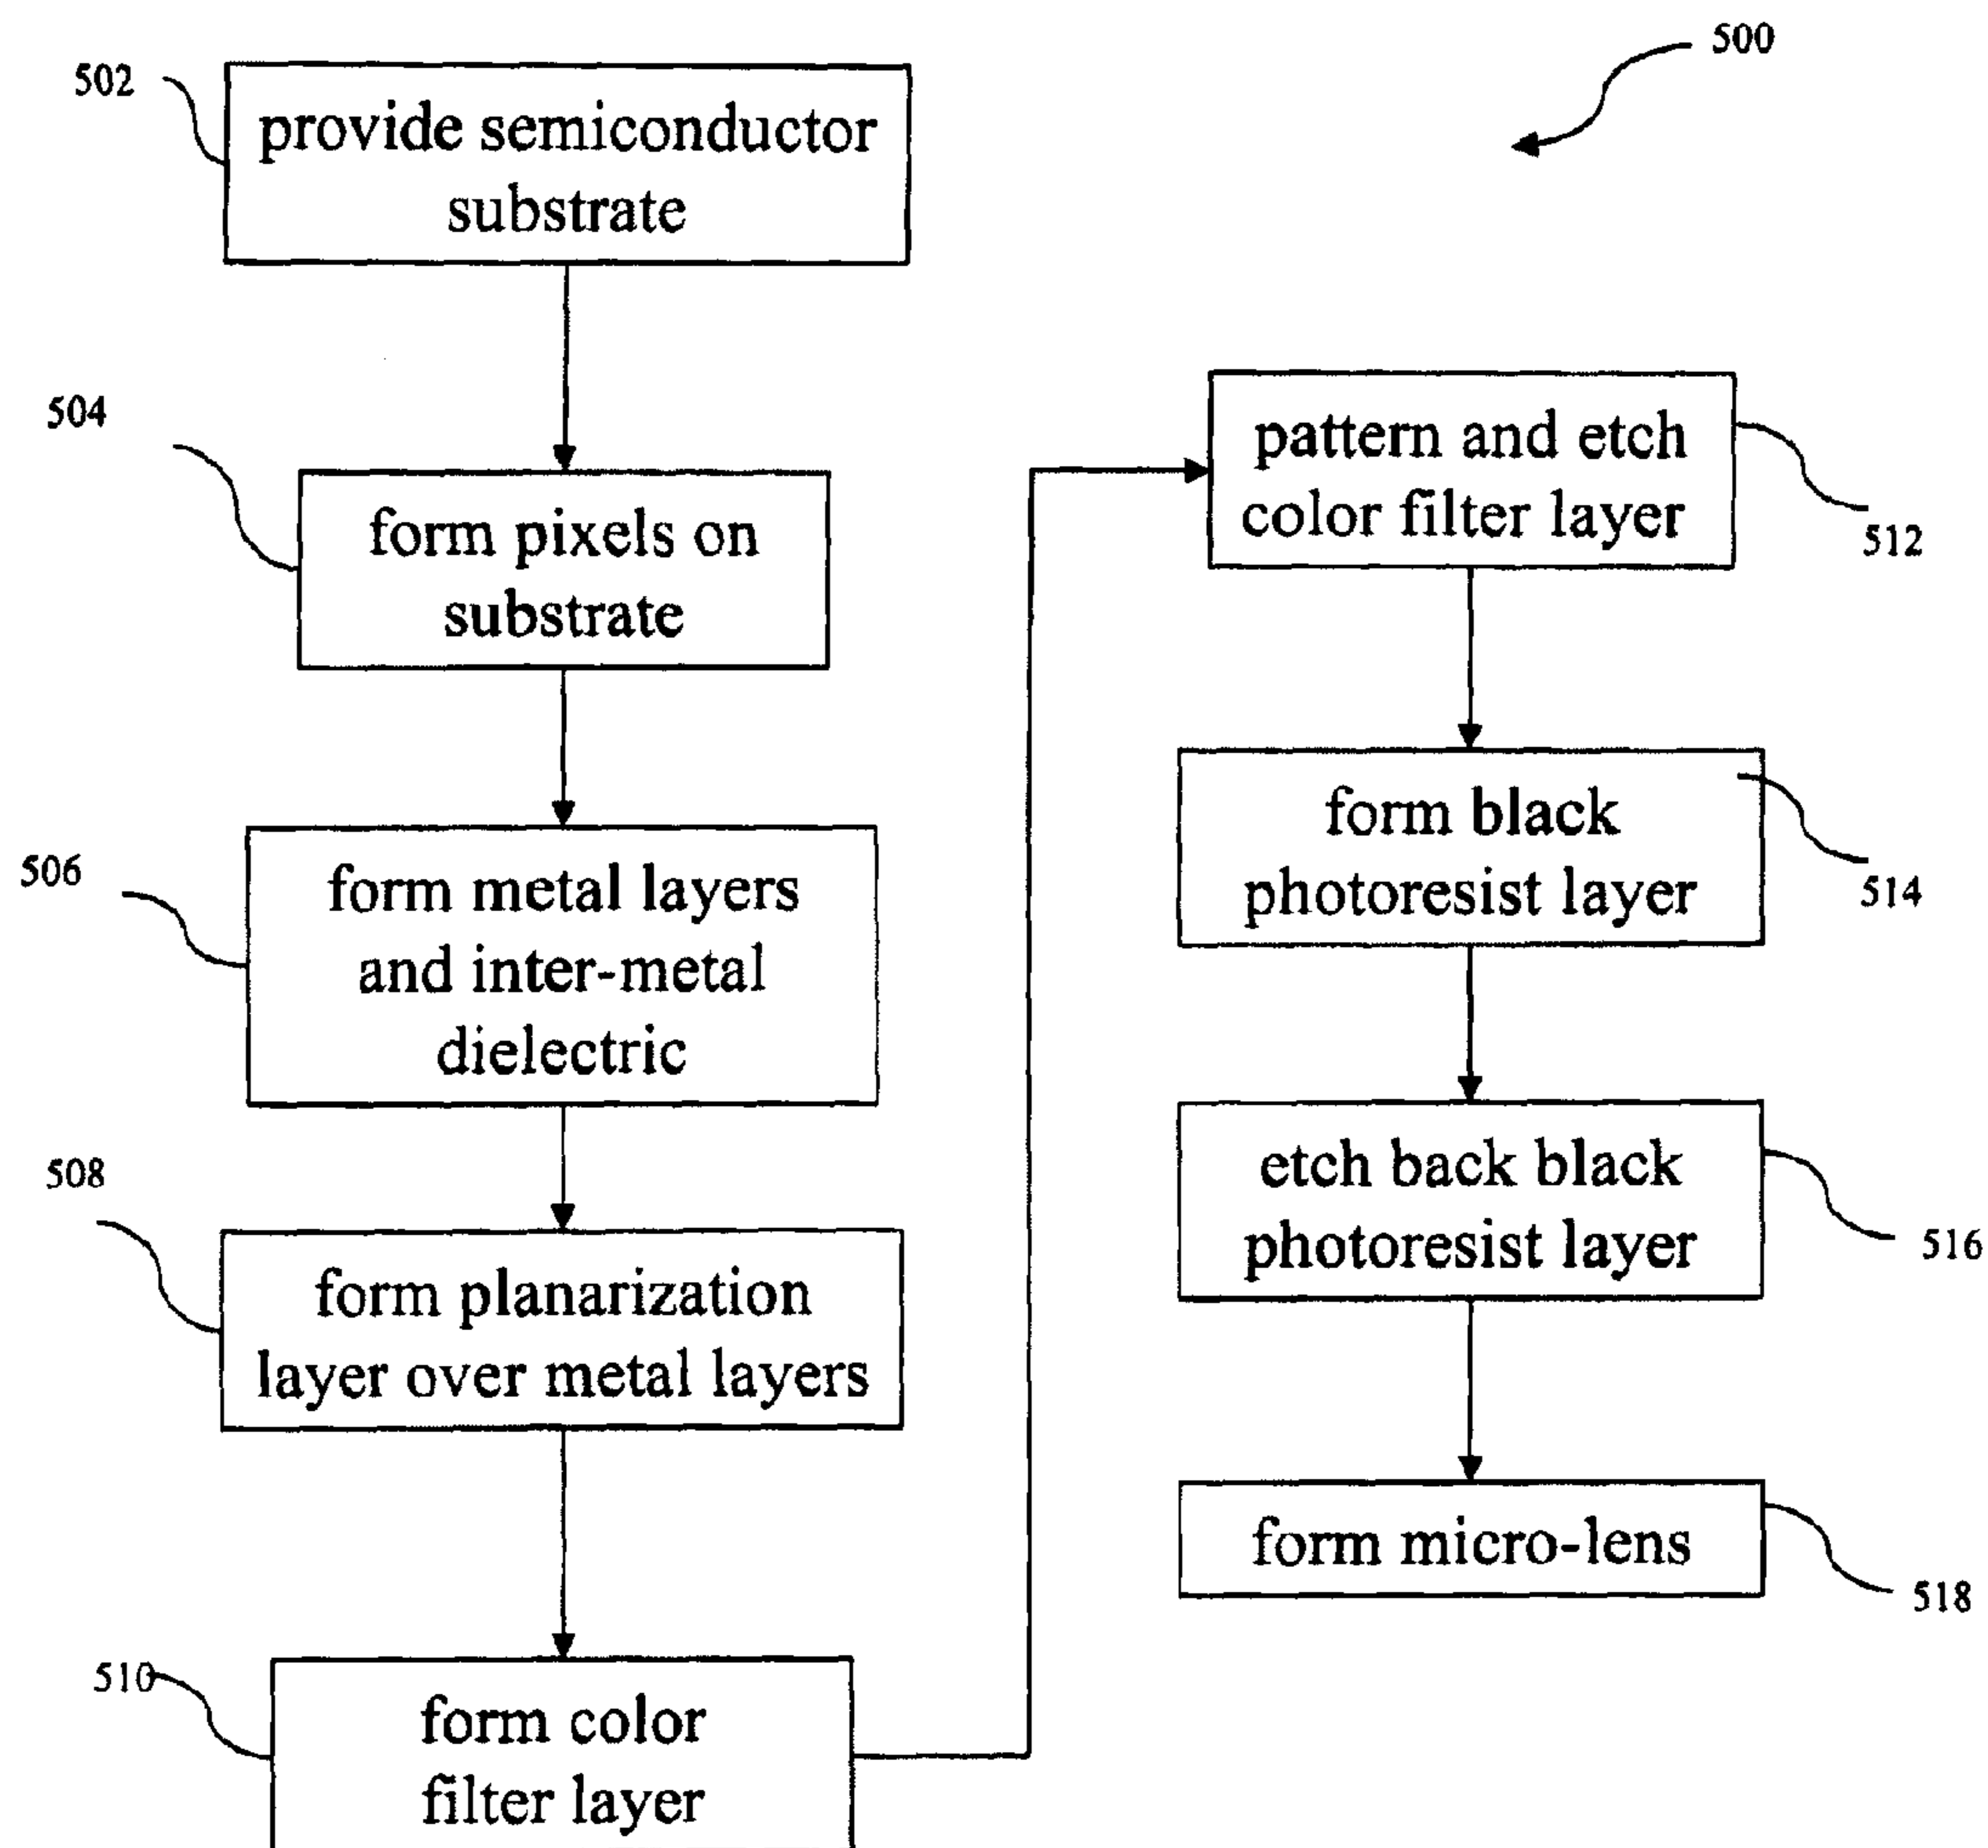 500
502
provide semiconductor
substrate
504
form pixels on
substrate
506
form metal layers
and inter-metal
dielectric
508
form planarization
layer over metal layers
510
form color
filter layer
pattern and etch
color filter layer
512
form black
photoresist layer
514
etch back black
photoresist layer
516
form micro-lens
518